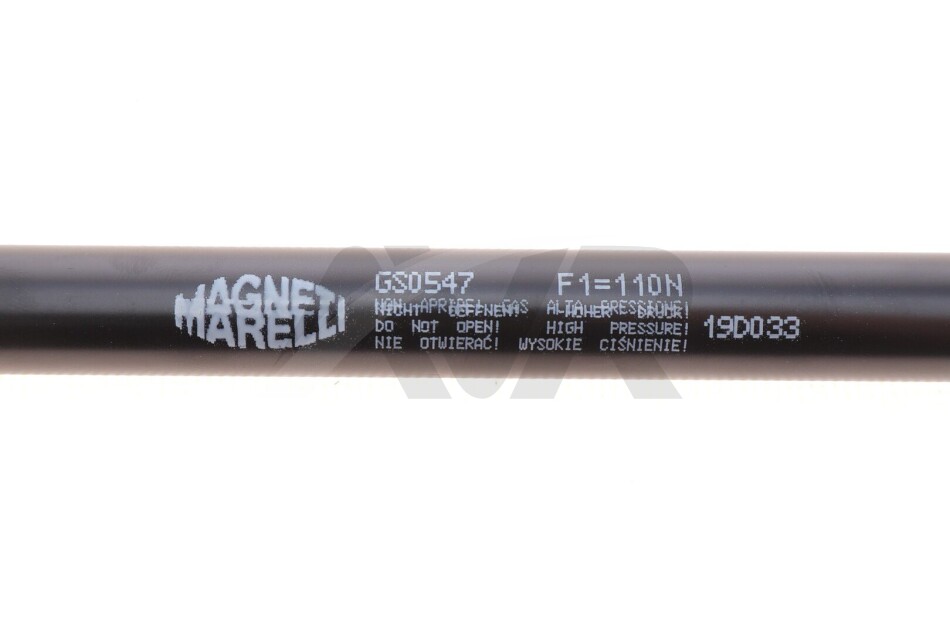 MAGNETI
MARELLI
GS0547 F1=110N
NON APRIRE! GAS ALTA PRESSIONE!
NICHT ÖFFNEN! HOHER DRUCK!
DO NOT OPEN! HIGH PRESSURE!
NIE OTWIERAĆ! WYSOKIE CIŚNIENIE!
19D033